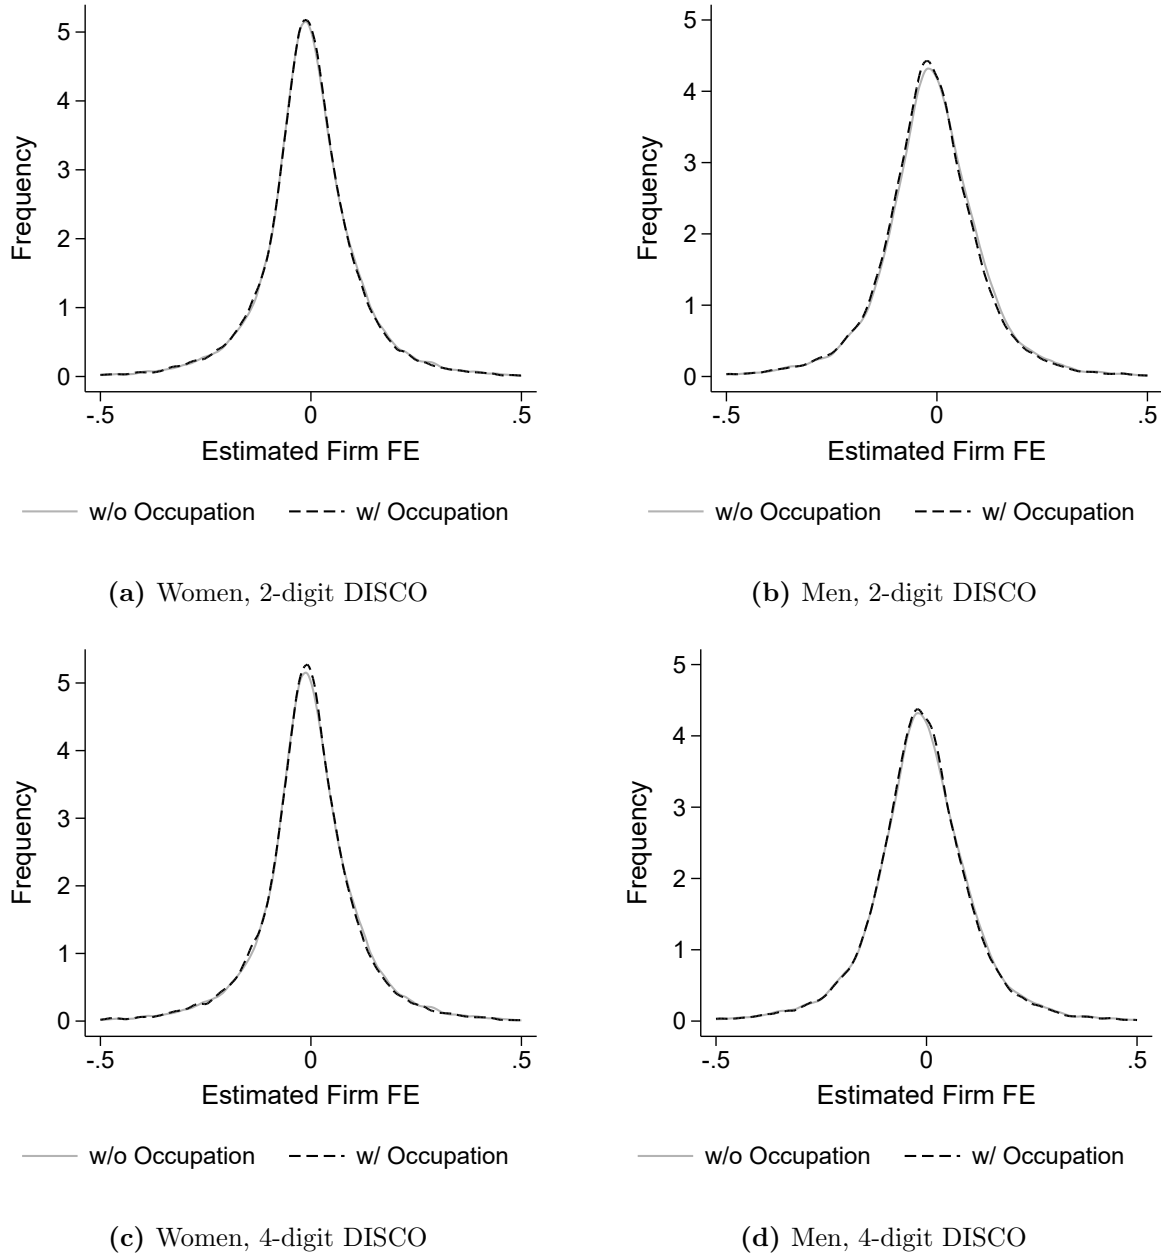 5
4
3
2
1
0
Frequency
-.5 0 .5
Estimated Firm FE
w/o Occupation w/ Occupation
(a) Women, 2-digit DISCO
5
4
3
2
1
0
Frequency
-.5 0 .5
Estimated Firm FE
w/o Occupation w/ Occupation
(b) Men, 2-digit DISCO
5
4
3
2
1
0
Frequency
-.5 0 .5
Estimated Firm FE
w/o Occupation w/ Occupation
(c) Women, 4-digit DISCO
5
4
3
2
1
0
Frequency
-.5 0 .5
Estimated Firm FE
w/o Occupation w/ Occupation
(d) Men, 4-digit DISCO